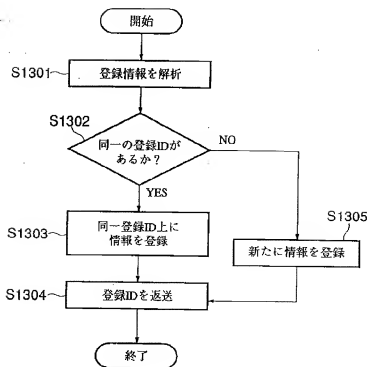 開始
S1301
登録情報を解析
S1302
同一の登録IDが
あるか？
NO
YES
S1303
同一登録ID上に
情報を登録
S1305
新たに情報を登録
S1304
登録IDを返送
終了